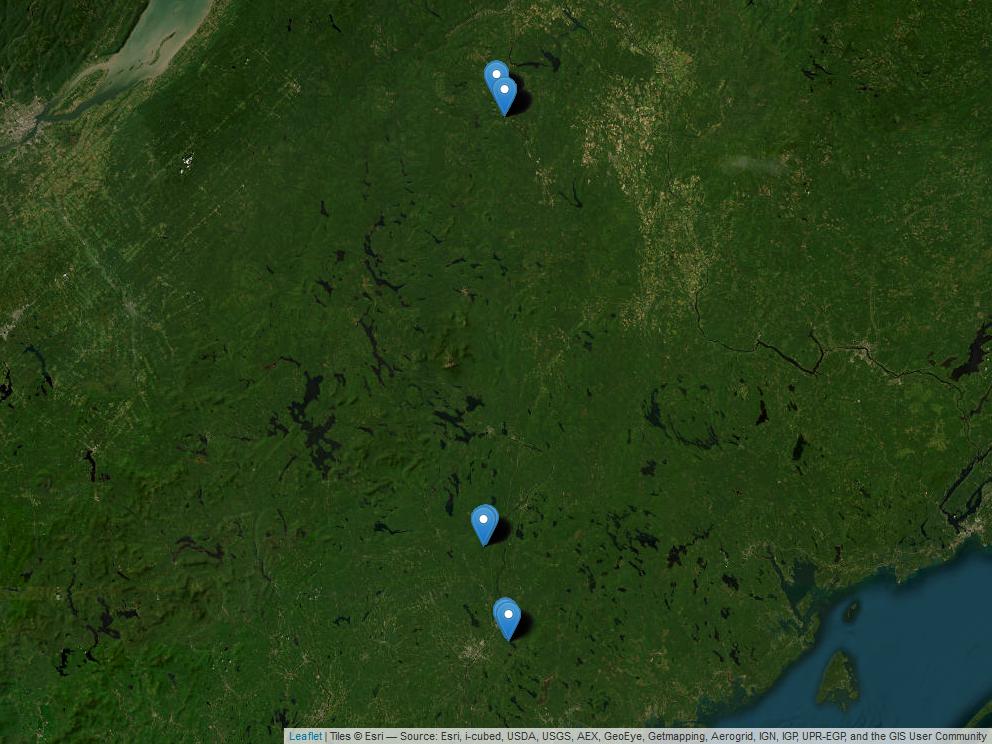 Leaflet | Tiles © Esri — Source: Esri, i-cubed, USDA, USGS, AEX, GeoEye, Getmapping, Aerogrid, IGN, IGP, UPR-EGP, and the GIS User Community